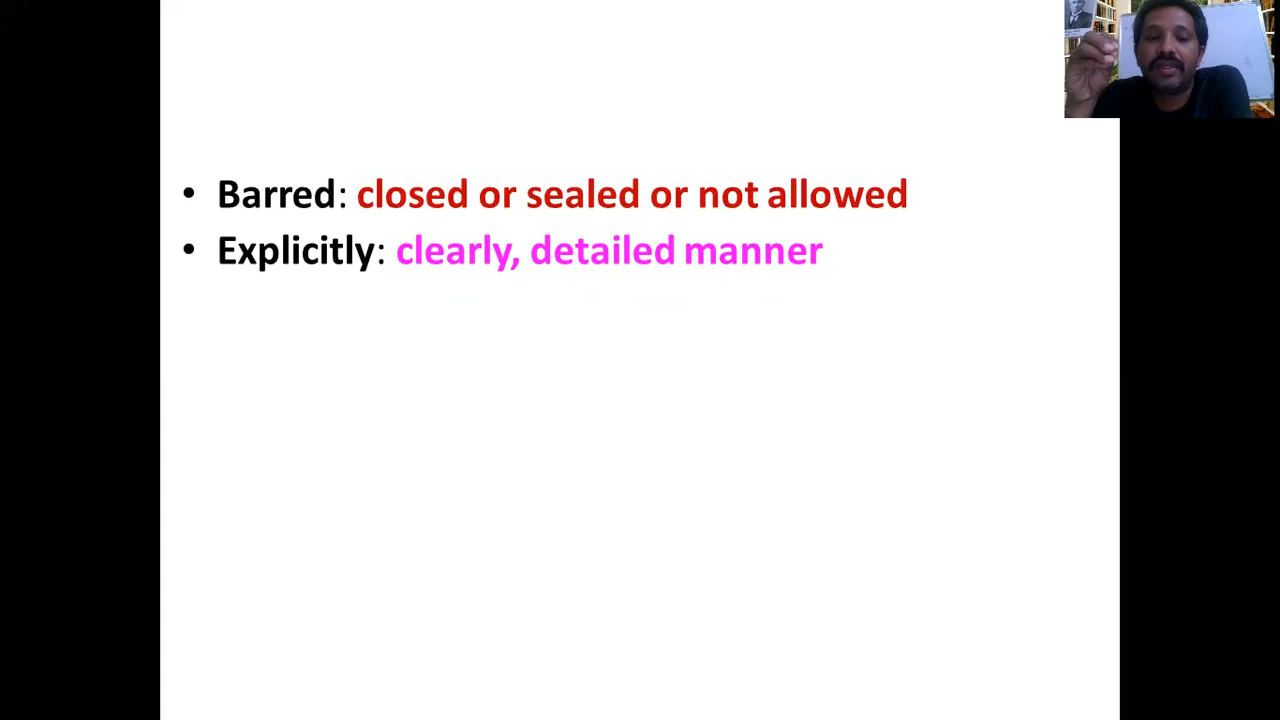 • Barred: closed or sealed or not allowed
• Explicitly: clearly, detailed manner